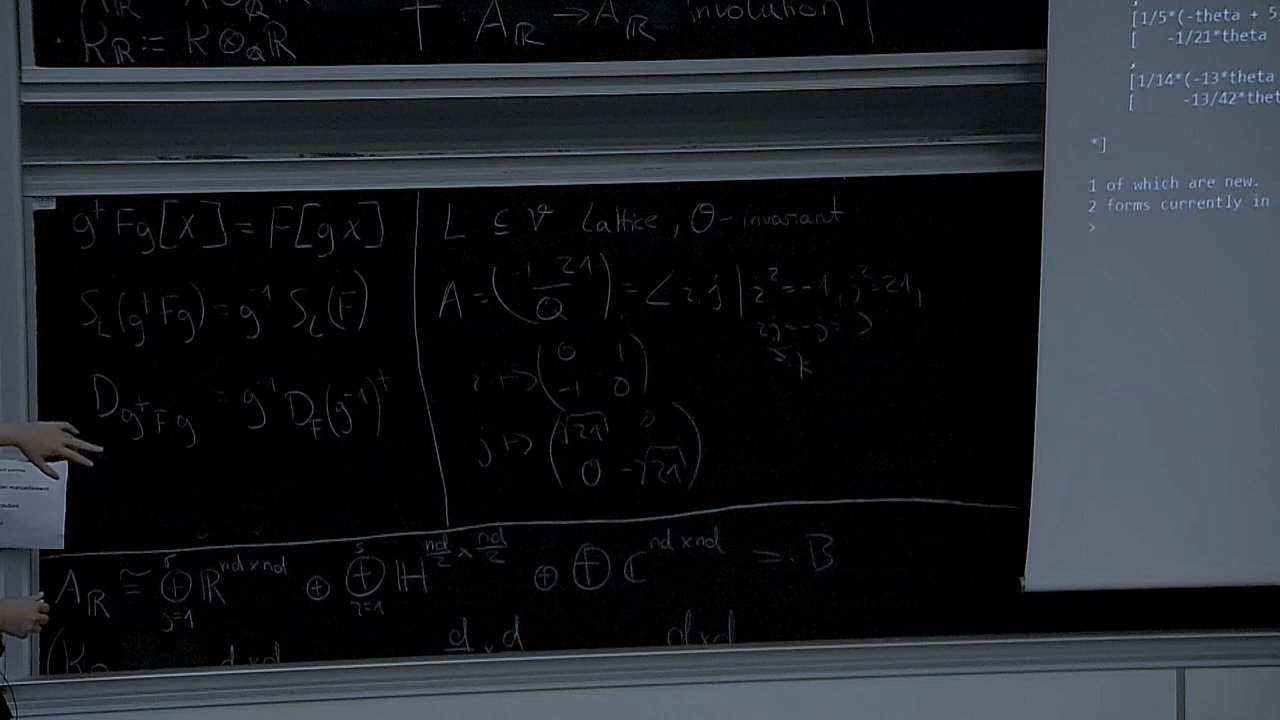 · K_ℝ := K ⊗_ℚ ℝ
† A_ℝ → A_ℝ involution
g†Fg[x] = F[gx]
S_L(g†Fg) = g⁻¹ S_L(F)
D_{g†Fg} = g⁻¹ D_F (g⁻¹)†
L ⊆ V lattice, O-invariant
A = (-1 21 / Q) = < i, j | i² = -1, j² = 21,
ij = -ji >
k
i ↦ (0 1
-1 0)
j ↦ (√21 0
0 -√21)
A_ℝ ≅ ⊕_{j=1}^r ℝ^{nd×nd} ⊕ ⊕_{i=1}^s ℍ^{nd/2 × nd/2} ⊕ ⊕ ℂ^{nd×nd} =: B
d×d
d × d
d×d
[1/5*(-theta + 5
[ -1/21*theta
,
[1/14*(-13*theta
[ -13/42*thet
*]
1 of which are new.
2 forms currently in
>